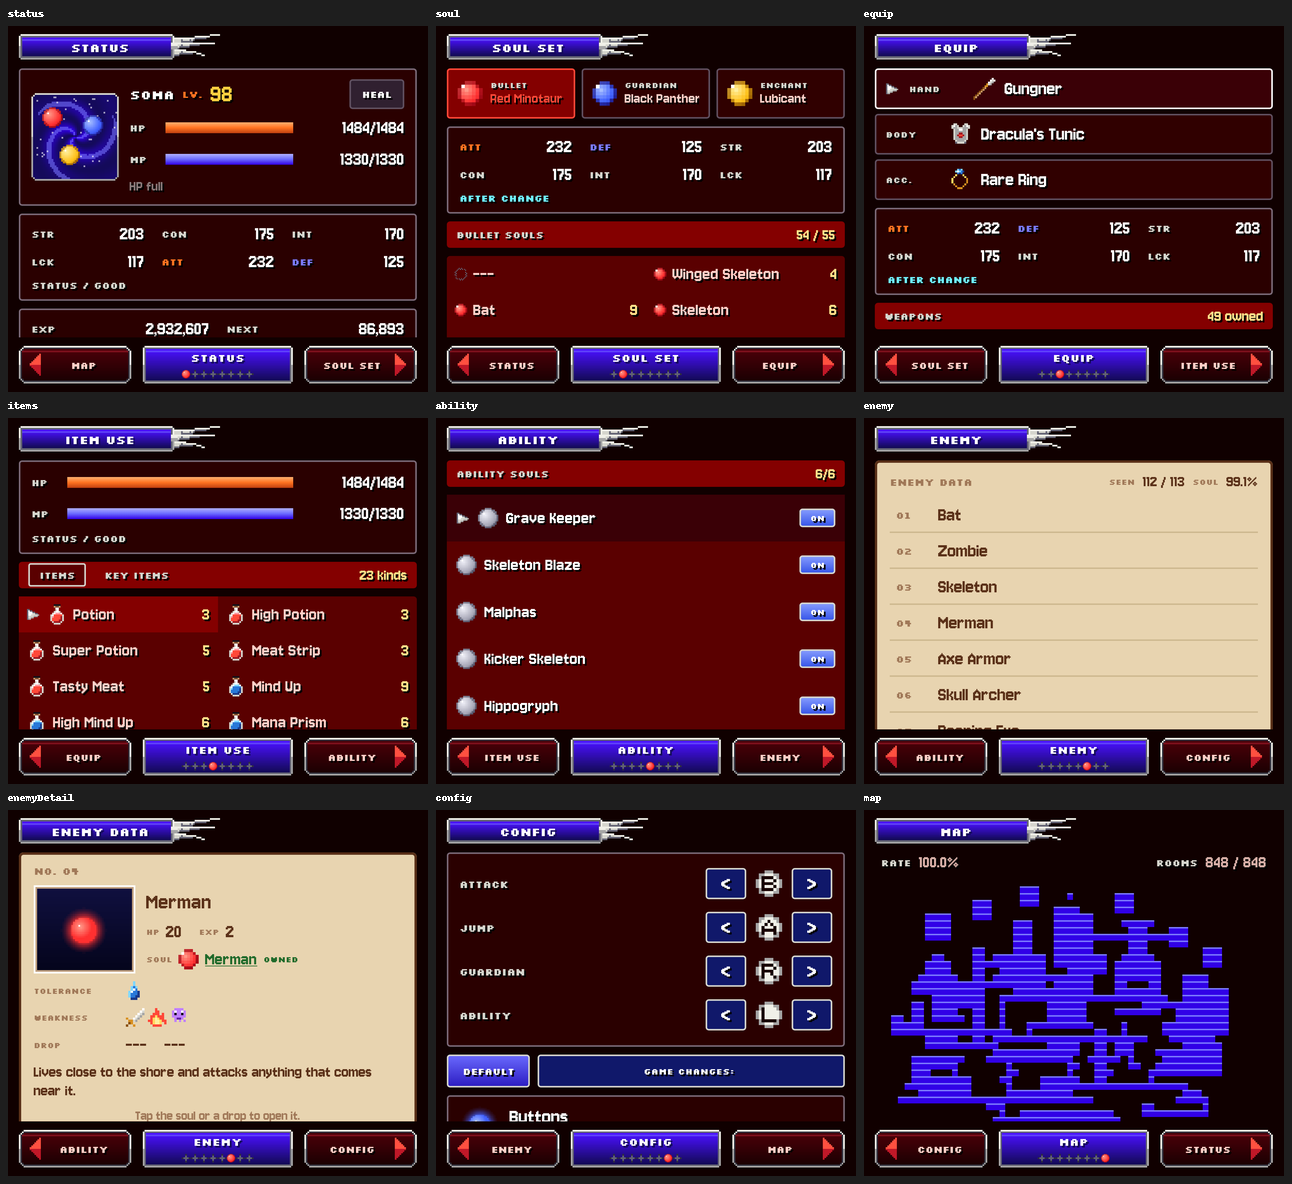 status
STATUS
SOMA LV. 98
HEAL
HP 1484/1484
MP 1330/1330
HP full
STR 203 CON 175 INT 170
LCK 117 ATT 232 DEF 125
STATUS / GOOD
EXP 2,932,607 NEXT 86,893
MAP
STATUS
SOUL SET
soul
SOUL SET
BULLET
Red Minotaur
GUARDIAN
Black Panther
ENCHANT
Lubicant
ATT 232 DEF 125 STR 203
CON 175 INT 170 LCK 117
AFTER CHANGE
BULLET SOULS 54 / 55
--- Winged Skeleton 4
Bat 9 Skeleton 6
STATUS
SOUL SET
EQUIP
equip
EQUIP
HAND Gungner
BODY Dracula's Tunic
ACC. Rare Ring
ATT 232 DEF 125 STR 203
CON 175 INT 170 LCK 117
AFTER CHANGE
WEAPONS 49 owned
SOUL SET
EQUIP
ITEM USE
items
ITEM USE
HP 1484/1484
MP 1330/1330
STATUS / GOOD
ITEMS KEY ITEMS 23 kinds
Potion 3 High Potion 3
Super Potion 5 Meat Strip 3
Tasty Meat 5 Mind Up 9
High Mind Up 6 Mana Prism 6
EQUIP
ITEM USE
ABILITY
ability
ABILITY
ABILITY SOULS 6/6
Grave Keeper ON
Skeleton Blaze ON
Malphas ON
Kicker Skeleton ON
Hippogryph ON
ITEM USE
ABILITY
ENEMY
enemy
ENEMY
ENEMY DATA SEEN 112 / 113 SOUL 99.1%
01 Bat
02 Zombie
03 Skeleton
04 Merman
05 Axe Armor
06 Skull Archer
ABILITY
ENEMY
CONFIG
enemyDetail
ENEMY DATA
NO. 04
Merman
HP 20 EXP 2
SOUL Merman OWNED
TOLERANCE
WEAKNESS
DROP --- ---
Lives close to the shore and attacks anything that comes
near it.
Tap the soul or a drop to open it.
ABILITY
ENEMY
CONFIG
config
CONFIG
ATTACK < B >
JUMP < A >
GUARDIAN < R >
ABILITY < L >
DEFAULT GAME CHANGES:
Buttons
ENEMY
CONFIG
MAP
map
MAP
RATE 100.0% ROOMS 848 / 848
CONFIG
MAP
STATUS